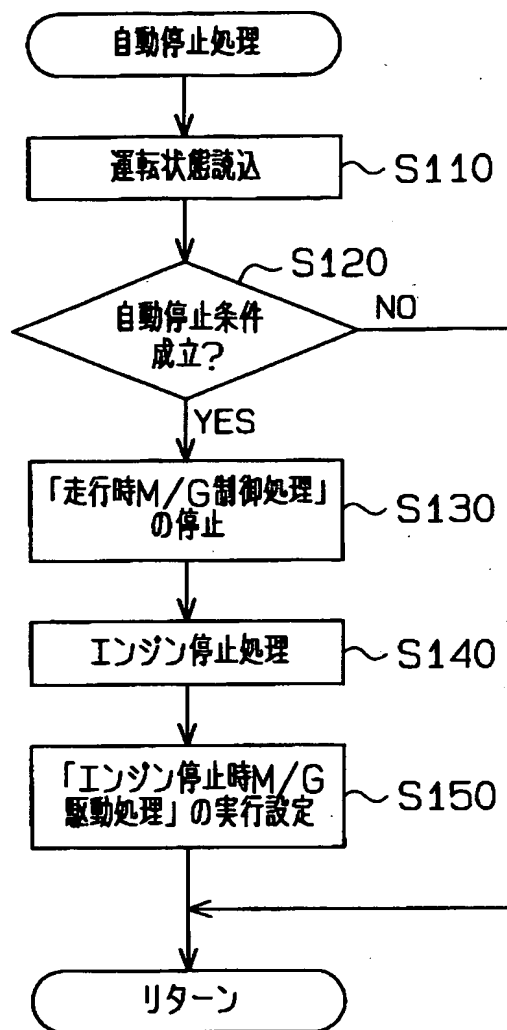 自動停止処理
運転状態読込
S110
S120
自動停止条件
成立?
NO
YES
「走行時M/G制御処理」
の停止
S130
エンジン停止処理
S140
「エンジン停止時M/G
駆動処理」の実行設定
S150
リターン